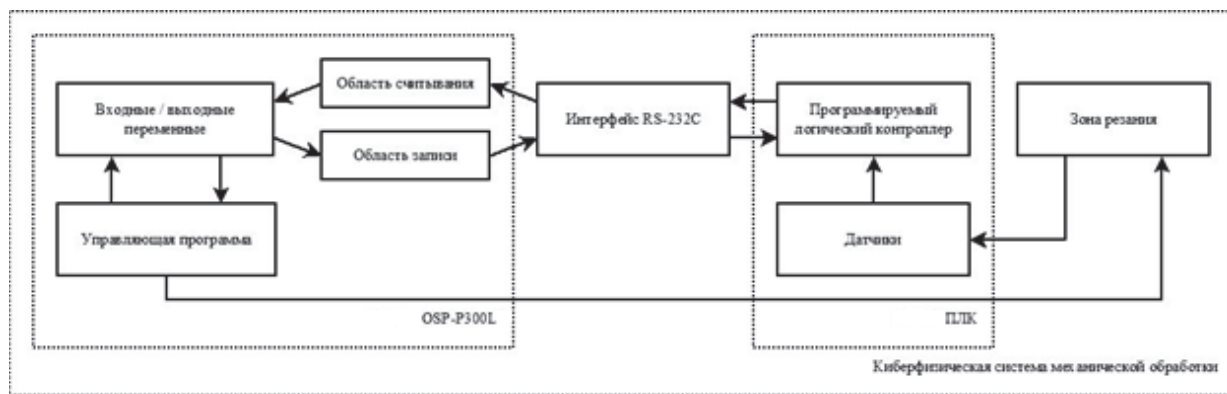 Область считывания
Входные / выходные
переменные
Область записи
Интерфейс RS-232C
Программируемый
логический контроллер
Зона резания
Управляющая программа
Датчики
OSP-P300L
ПЛК
Киберфизическая система механической обработки